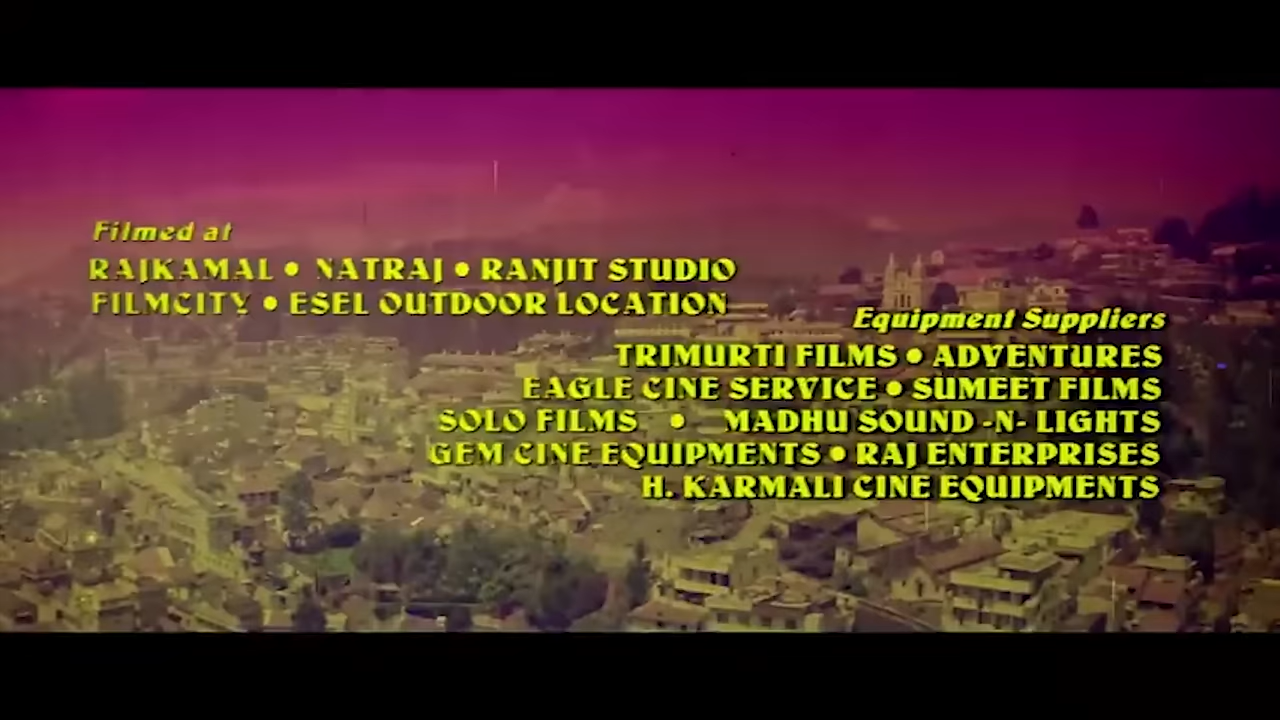 Filmed at
RAJKAMAL • NATRAJ • RANJIT STUDIO
FILMCITY • ESEL OUTDOOR LOCATION
Equipment Suppliers
TRIMURTI FILMS • ADVENTURES
EAGLE CINE SERVICE • SUMEET FILMS
SOLO FILMS • MADHU SOUND -N- LIGHTS
GEM CINE EQUIPMENTS • RAJ ENTERPRISES
H. KARMALI CINE EQUIPMENTS